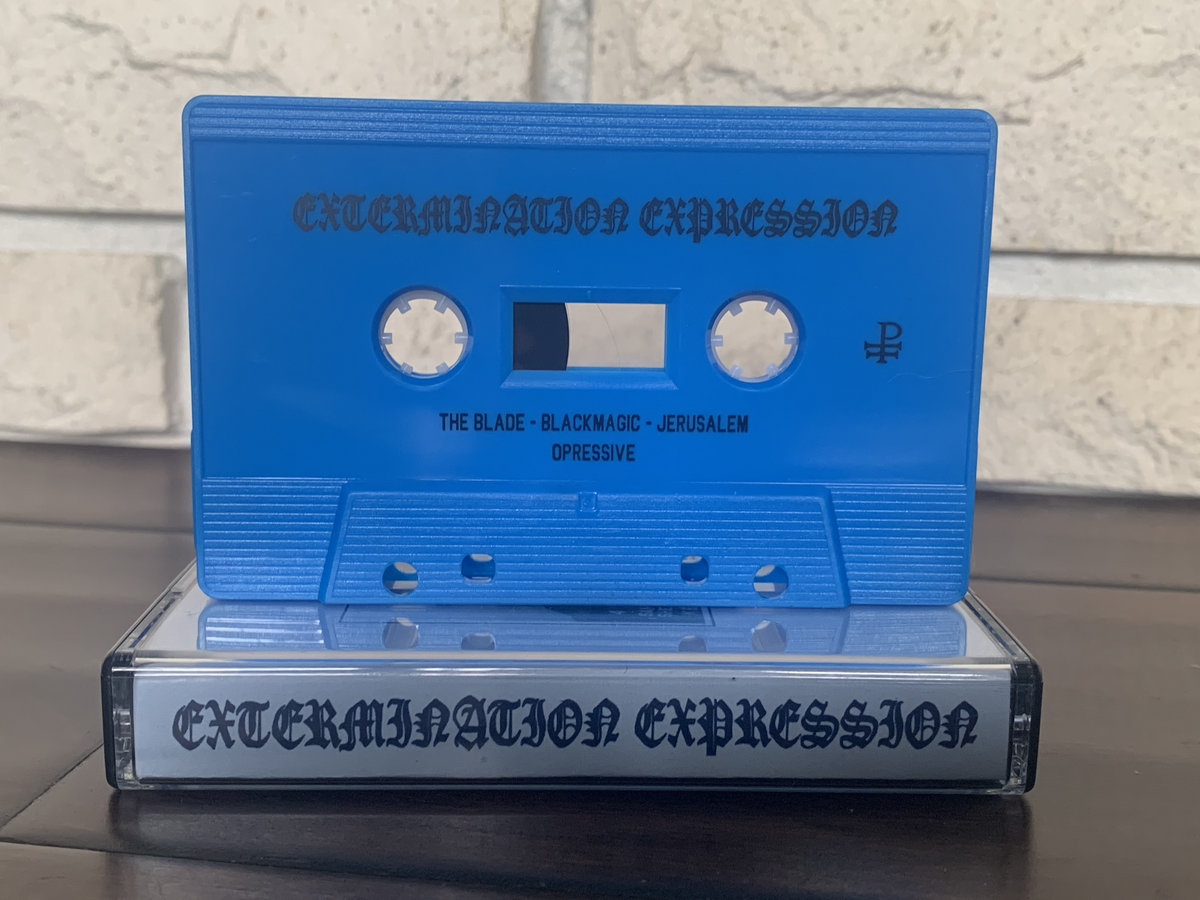 EXTERMINATION EXPRESSION
THE BLADE - BLACKMAGIC - JERUSALEM
OPRESSIVE
EXTERMINATION EXPRESSION